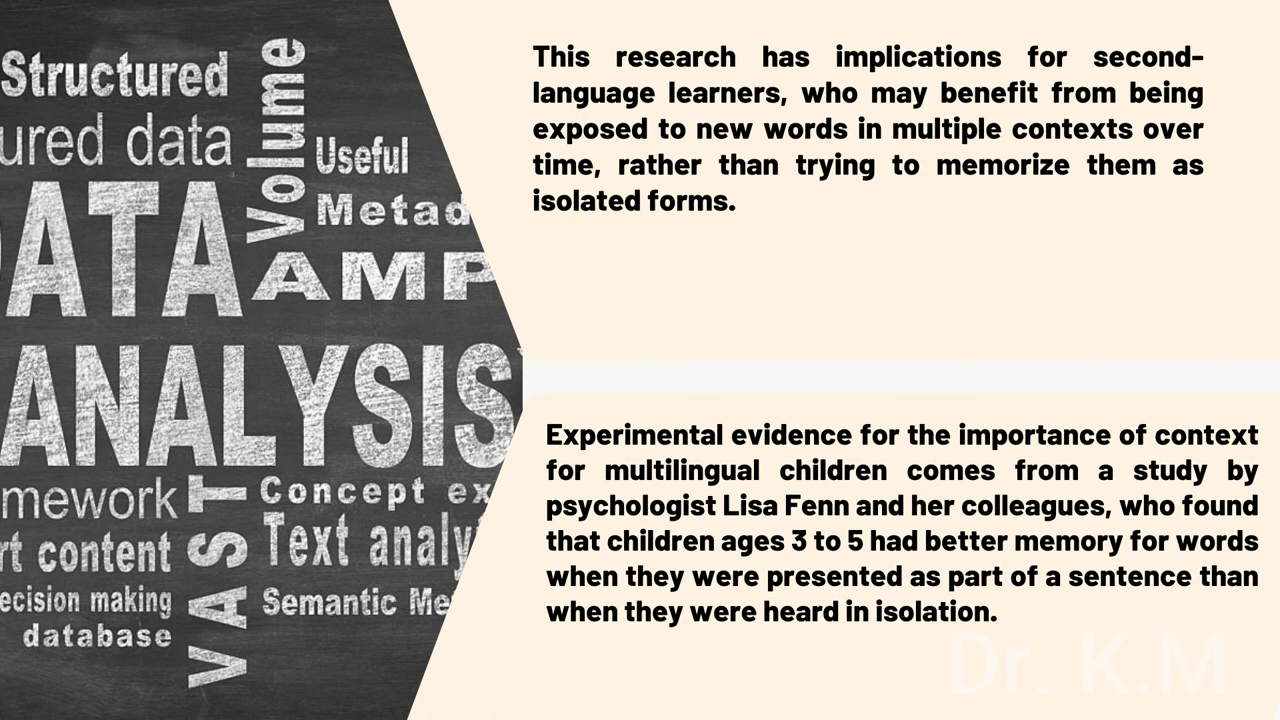 Structured
ured data
Volume
Useful
Metad
ATA
AMP
ANALYSIS
mework
VAST
Concept ex
rt content
Text analy
ecision making
Semantic Me
database
This research has implications for second-
language learners, who may benefit from being
exposed to new words in multiple contexts over
time, rather than trying to memorize them as
isolated forms.
Experimental evidence for the importance of context
for multilingual children comes from a study by
psychologist Lisa Fenn and her colleagues, who found
that children ages 3 to 5 had better memory for words
when they were presented as part of a sentence than
when they were heard in isolation.
Dr. K.M